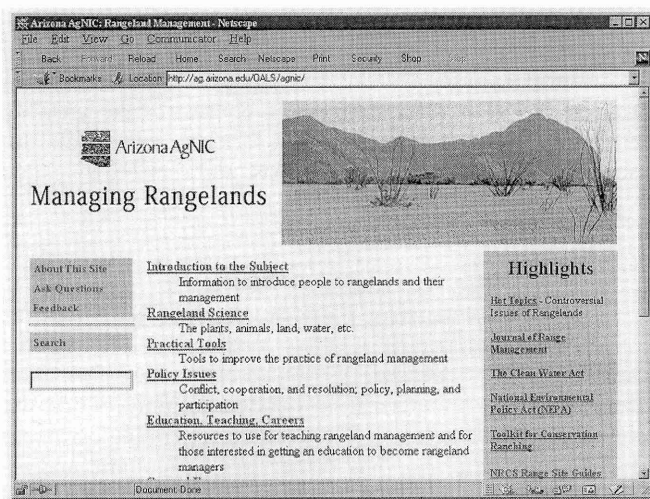 Arizona AgNIC: Rangeland Management - Netscape
File Edit View Go Communicator Help
Back Forward Reload Home Search Netscape Print Security Shop Stop
Bookmarks Location http://ag.arizona.edu/OALS/agnic/
Arizona AgNIC
Managing Rangelands
About This Site
Ask Questions
Feedback
Search
Introduction to the Subject
Information to introduce people to rangelands and their
management
Rangeland Science
The plants, animals, land, water, etc.
Practical Tools
Tools to improve the practice of rangeland management
Policy Issues
Conflict, cooperation, and resolution; policy, planning, and
participation
Education, Teaching, Careers
Resources to use for teaching rangeland management and for
those interested in getting an education to become rangeland
managers
Highlights
Hot Topics - Controversial
Issues of Rangelands
Journal of Range
Management
The Clean Water Act
National Environmental
Policy Act (NEPA)
Toolkit for Conservation
Ranching
NRCS Range Site Guides
Document: Done